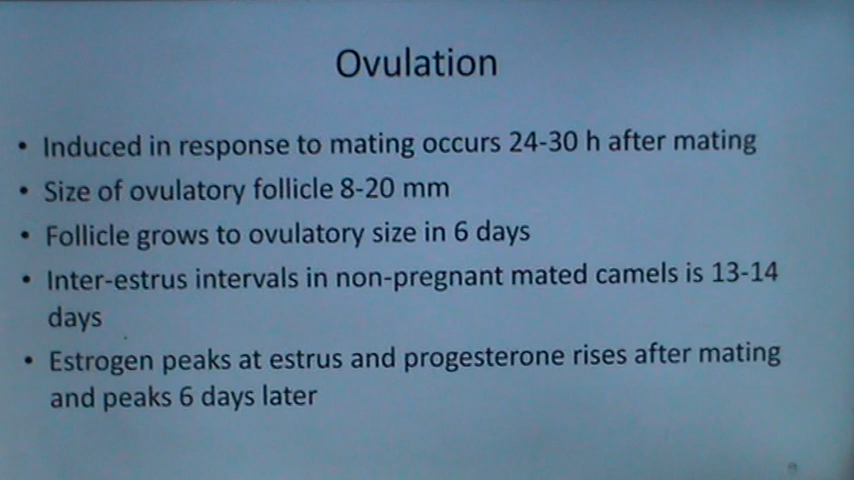 Ovulation
• Induced in response to mating occurs 24-30 h after mating
• Size of ovulatory follicle 8-20 mm
• Follicle grows to ovulatory size in 6 days
• Inter-estrus intervals in non-pregnant mated camels is 13-14
days
• Estrogen peaks at estrus and progesterone rises after mating
and peaks 6 days later